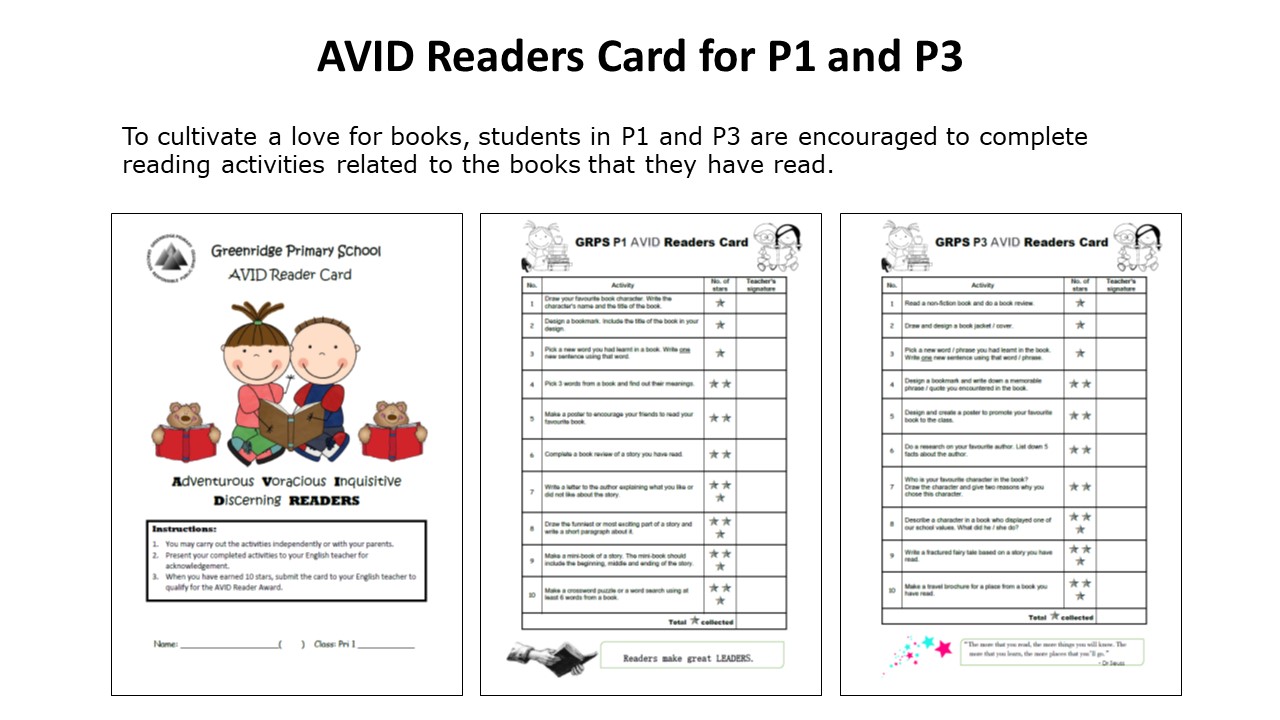 AVID Readers Card for P1 and P3
To cultivate a love for books, students in P1 and P3 are encouraged to complete
reading activities related to the books that they have read.
Greenridge Primary School
AVID Reader Card
Adventurous Voracious Inquisitive
Discerning READERS
Instructions:
1. You may carry out the activities independently or with your parents.
2. Present your completed activities to your English teacher for
acknowledgement.
3. When you have earned 10 stars, submit the card to your English teacher to
qualify for the AVID Reader Award.
Name: ____________________( ) Class: Pri 1____________
GRPS P1 AVID Readers Card
No. Activity No. of stars Teacher's signature
1 Draw your favourite book character. Write the
character's name and the title of the book.
2 Design a bookmark. Include the title of the book in your
design.
3 Pick a new word you had learnt in a book. Write one
new sentence using that word.
4 Pick 3 words from a book and find out their meanings.
5 Make a poster to encourage your friends to read your
favourite book.
6 Complete a book review of a story you have read.
7 Write a letter to the author explaining what you like or
did not like about the story.
8 Draw the funniest or most exciting part of a story and
write a short paragraph about it.
9 Make a mini-book of a story. The mini-book should
include the beginning, middle and ending of the story.
10 Make a crossword puzzle or a word search using at
least 6 words from a book.
Total ★ collected
Readers make great LEADERS.
GRPS P3 AVID Readers Card
No. Activity No. of stars Teacher's signature
1 Read a non-fiction book and do a book review.
2 Draw and design a book jacket / cover.
3 Pick a new word / phrase you had learnt in the book.
Write one new sentence using that word / phrase.
4 Design a bookmark and write down a memorable
phrase / quote you encountered in the book.
5 Design and create a poster to promote your favourite
book to the class.
6 Do a research on your favourite author. List down 5
facts about the author.
7 Who is your favourite character in the book?
Draw the character and give two reasons why you
chose this character.
8 Describe a character in a book who displayed one of
our school values. What did he / she do?
9 Write a fractured fairy tale based on a story you have
read.
10 Make a travel brochure for a place from a book you
have read.
Total ★ collected
"The more that you read, the more things you will know. The
more that you learn, the more places that you'll go."
- Dr Seuss